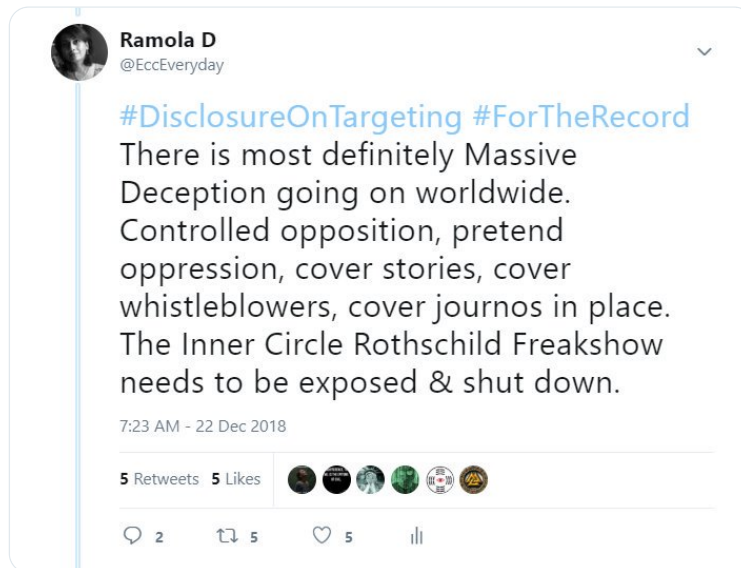 Ramola D
@EccEveryday
#DisclosureOnTargeting #ForTheRecord
There is most definitely Massive
Deception going on worldwide.
Controlled opposition, pretend
oppression, cover stories, cover
whistleblowers, cover journos in place.
The Inner Circle Rothschild Freakshow
needs to be exposed & shut down.
7:23 AM - 22 Dec 2018
5 Retweets 5 Likes
2 5 5